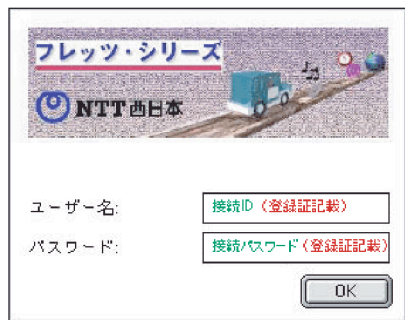 フレッツ・シリーズ
NTT西日本
ユーザー名: 接続ID（登録証記載）
パスワード: 接続パスワード（登録証記載）
OK